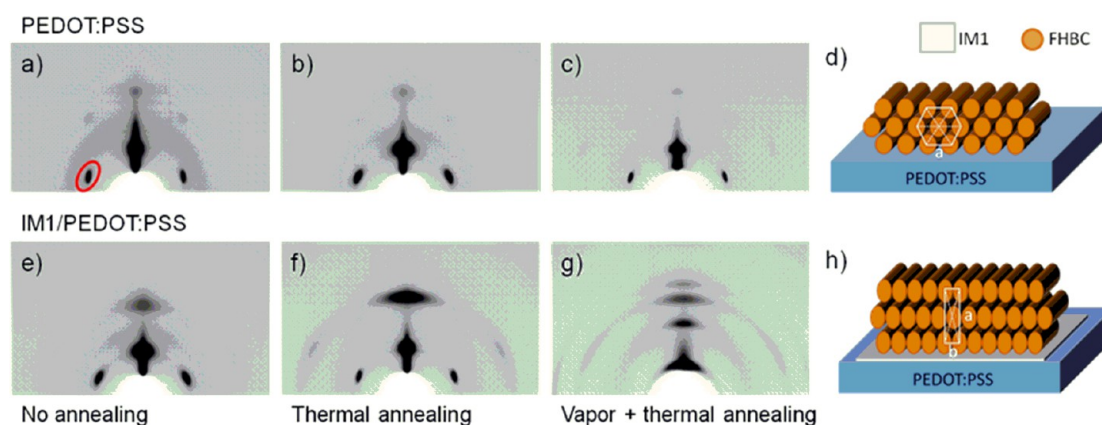 PEDOT:PSS
a)
b)
c)
IM1
FHBC
d)
a
PEDOT:PSS
IM1/PEDOT:PSS
e)
f)
g)
h)
a
b
PEDOT:PSS
No annealing
Thermal annealing
Vapor + thermal annealing